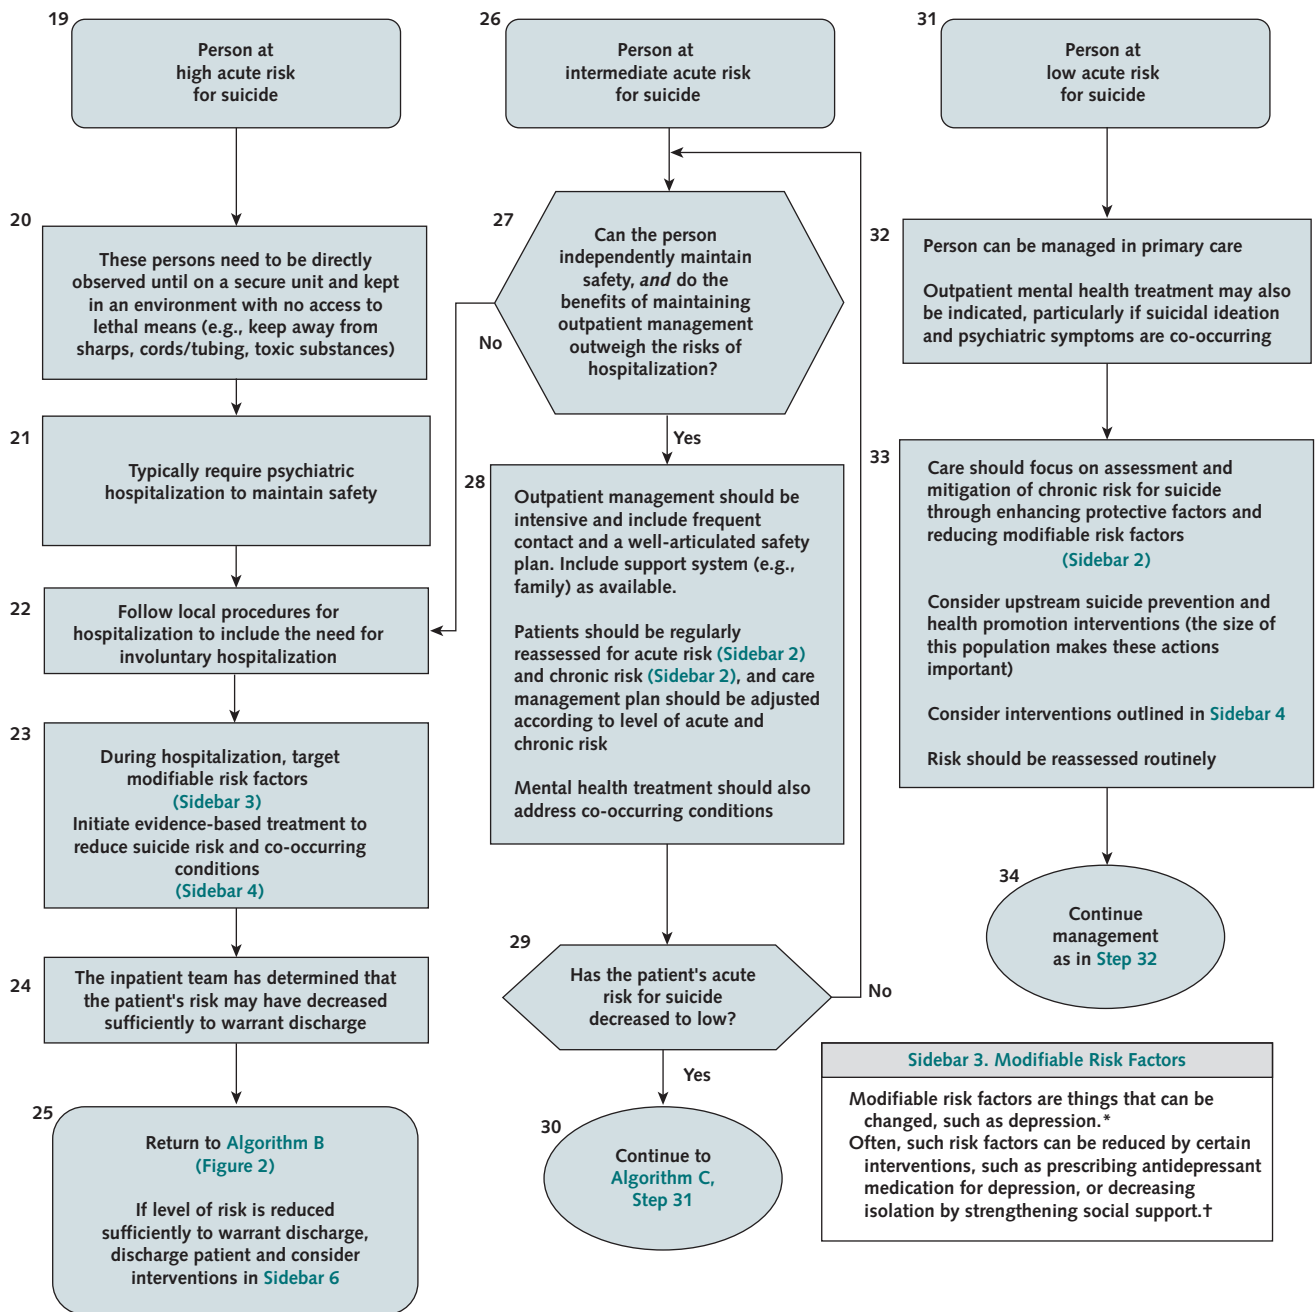 19
Person at
high acute risk
for suicide
20
These persons need to be directly
observed until on a secure unit and kept
in an environment with no access to
lethal means (e.g., keep away from
sharps, cords/tubing, toxic substances)
21
Typically require psychiatric
hospitalization to maintain safety
22
Follow local procedures for
hospitalization to include the need for
involuntary hospitalization
23
During hospitalization, target
modifiable risk factors
(Sidebar 3)
Initiate evidence-based treatment to
reduce suicide risk and co-occurring
conditions
(Sidebar 4)
24
The inpatient team has determined that
the patient's risk may have decreased
sufficiently to warrant discharge
25
Return to Algorithm B
(Figure 2)
If level of risk is reduced
sufficiently to warrant discharge,
discharge patient and consider
interventions in Sidebar 6
26
Person at
intermediate acute risk
for suicide
27
Can the person
independently maintain
safety, and do the
benefits of maintaining
outpatient management
outweigh the risks of
hospitalization?
No
Yes
28
Outpatient management should be
intensive and include frequent
contact and a well-articulated safety
plan. Include support system (e.g.,
family) as available.
Patients should be regularly
reassessed for acute risk (Sidebar 2)
and chronic risk (Sidebar 2), and care
management plan should be adjusted
according to level of acute and
chronic risk
Mental health treatment should also
address co-occurring conditions
29
Has the patient's acute
risk for suicide
decreased to low?
No
Yes
30
Continue to
Algorithm C,
Step 31
31
Person at
low acute risk
for suicide
32
Person can be managed in primary care
Outpatient mental health treatment may also
be indicated, particularly if suicidal ideation
and psychiatric symptoms are co-occurring
33
Care should focus on assessment and
mitigation of chronic risk for suicide
through enhancing protective factors and
reducing modifiable risk factors
(Sidebar 2)
Consider upstream suicide prevention and
health promotion interventions (the size of
this population makes these actions
important)
Consider interventions outlined in Sidebar 4
Risk should be reassessed routinely
34
Continue
management
as in Step 32
Sidebar 3. Modifiable Risk Factors
Modifiable risk factors are things that can be
changed, such as depression.*
Often, such risk factors can be reduced by certain
interventions, such as prescribing antidepressant
medication for depression, or decreasing
isolation by strengthening social support.†